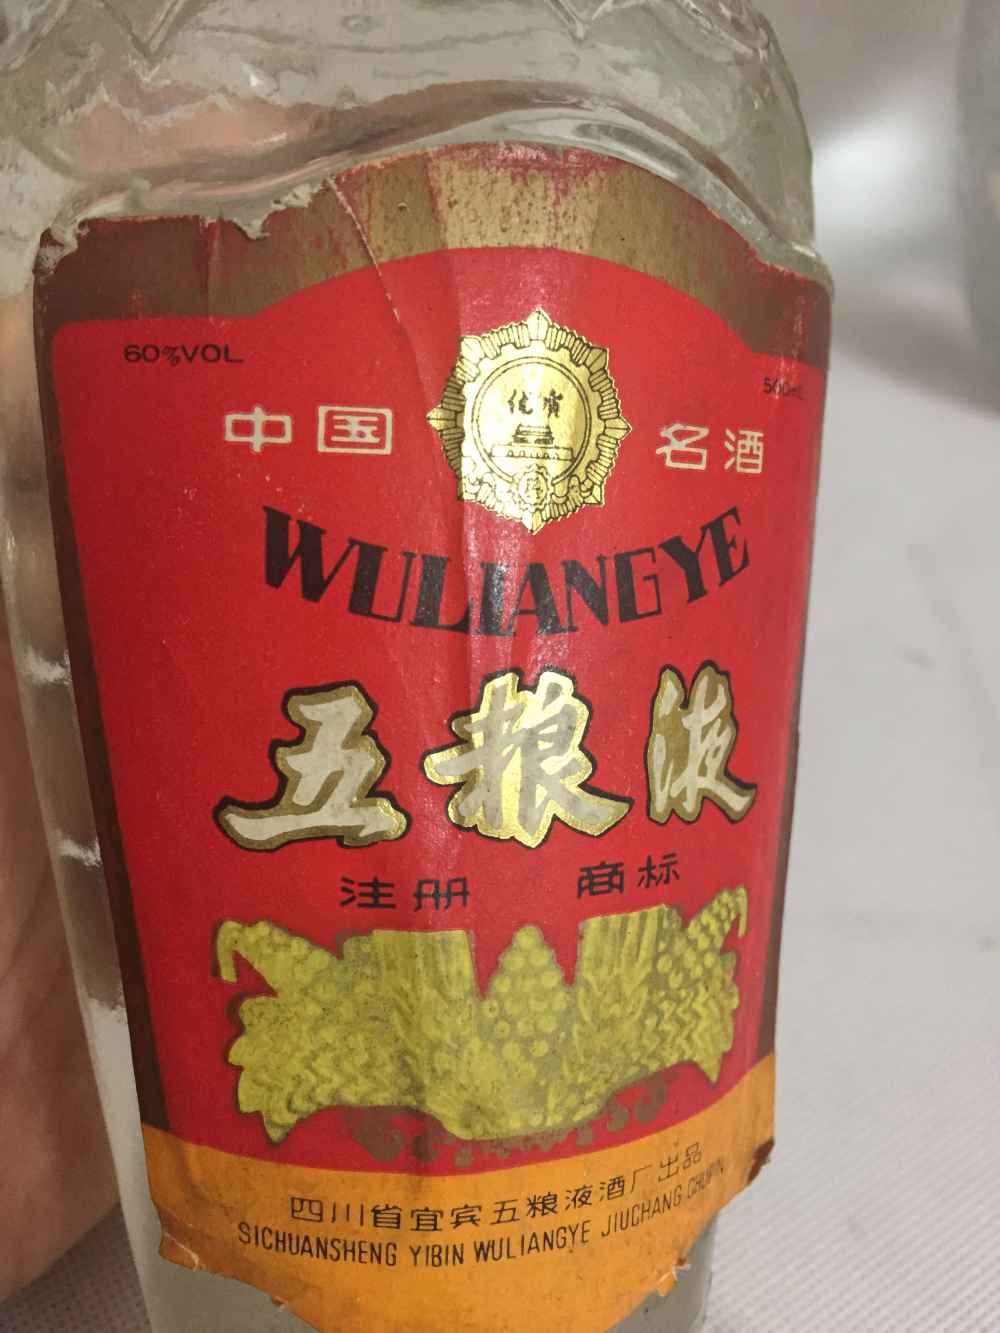 60%VOL
500mL
中国
优质
名酒
WULIANGYE
五粮液
注册 商标
四川省宜宾五粮液酒厂出品
SICHUANSHENG YIBIN WULIANGYE JIUCHANG CHUPIN